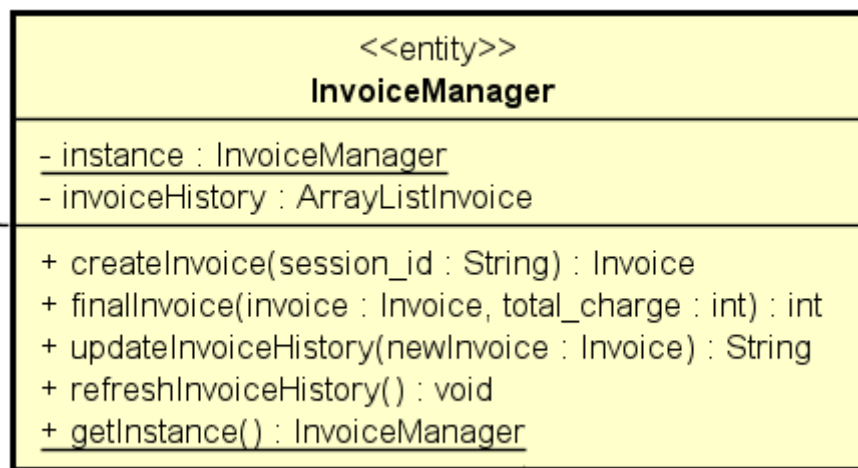 <<entity>>
InvoiceManager
- instance : InvoiceManager
- invoiceHistory : ArrayListInvoice
+ createInvoice(session_id : String) : Invoice
+ finalInvoice(invoice : Invoice, total_charge : int) : int
+ updateInvoiceHistory(newInvoice : Invoice) : String
+ refreshInvoiceHistory() : void
+ getInstance() : InvoiceManager